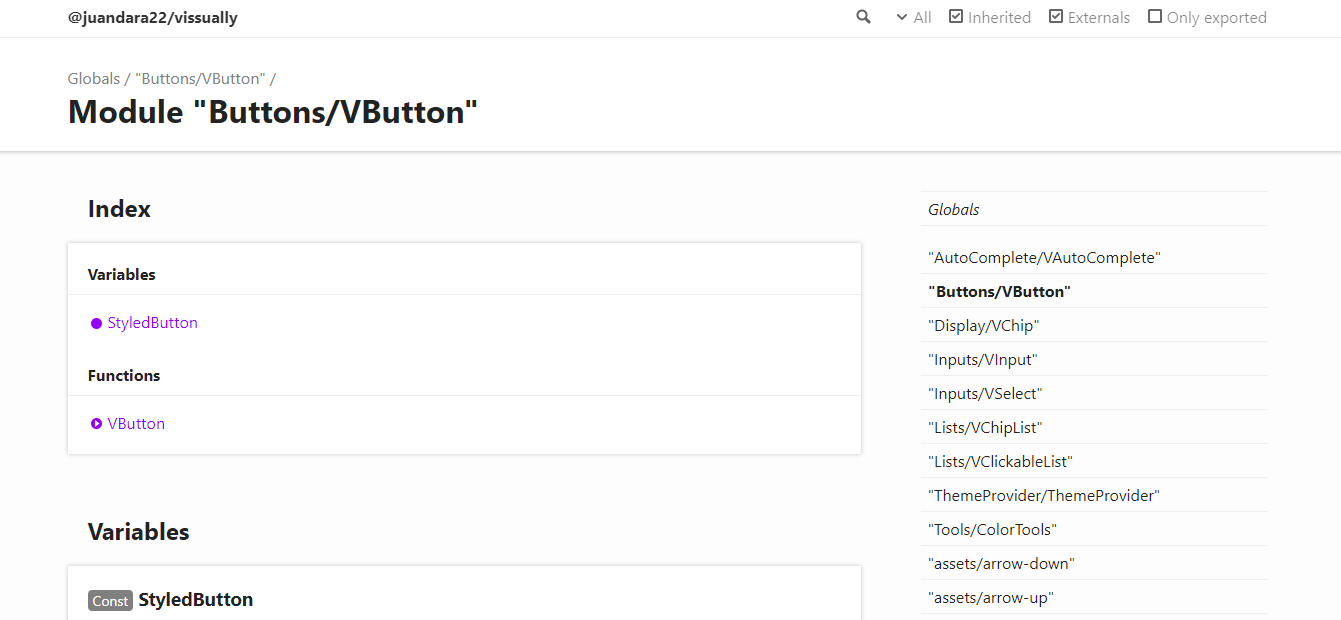 @juandara22/vissually
All Inherited Externals Only exported
Globals / "Buttons/VButton" /
Module "Buttons/VButton"
Index
Variables
StyledButton
Functions
VButton
Variables
Const StyledButton
Globals
"AutoComplete/VAutoComplete"
"Buttons/VButton"
"Display/VChip"
"Inputs/VInput"
"Inputs/VSelect"
"Lists/VChipList"
"Lists/VClickableList"
"ThemeProvider/ThemeProvider"
"Tools/ColorTools"
"assets/arrow-down"
"assets/arrow-up"